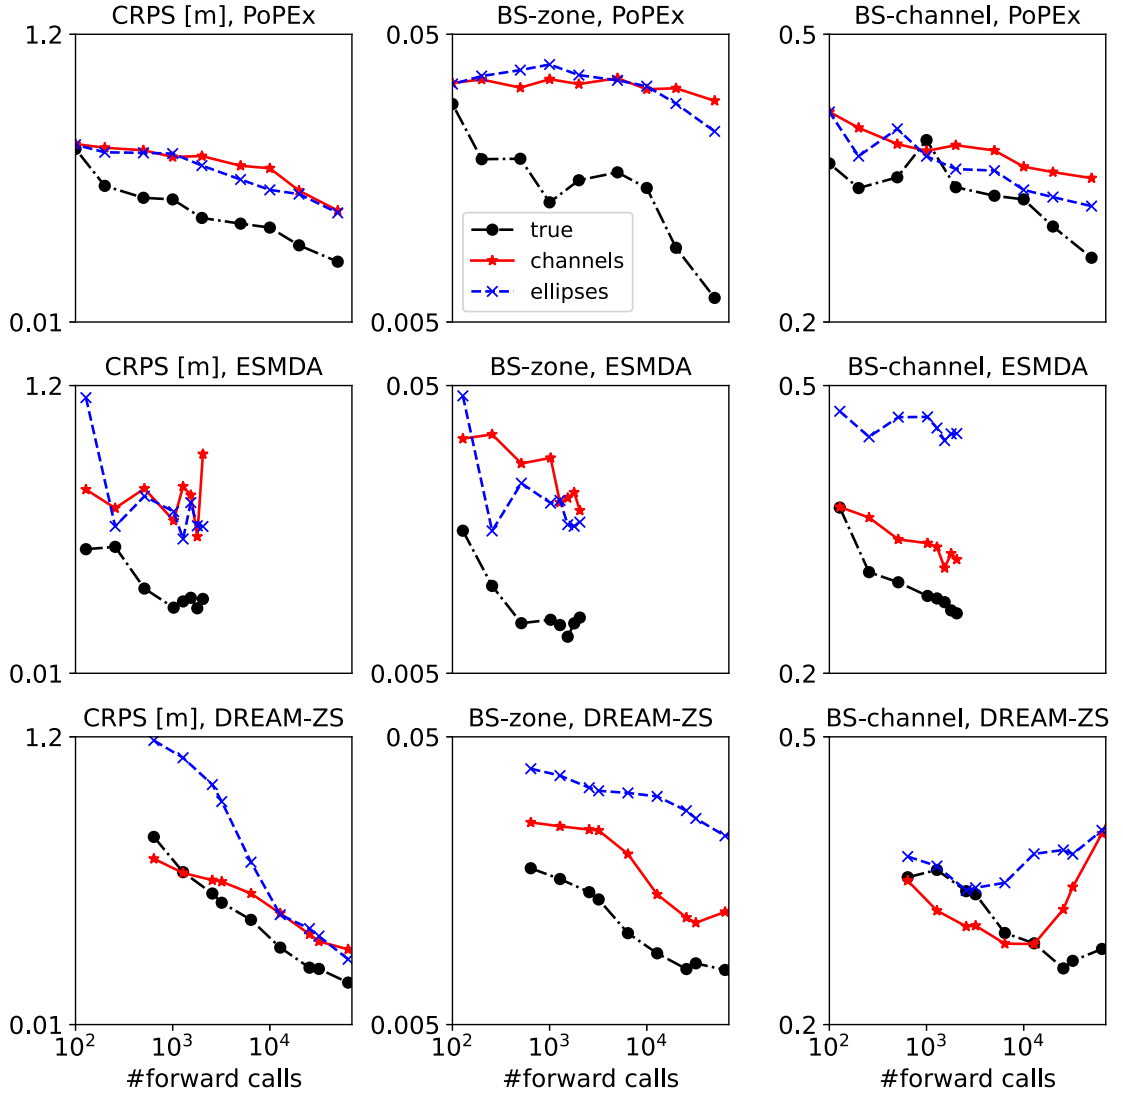 CRPS [m], PoPEx
BS-zone, PoPEx
BS-channel, PoPEx
1.2
0.01
0.05
0.005
true
channels
ellipses
0.5
0.2
CRPS [m], ESMDA
BS-zone, ESMDA
BS-channel, ESMDA
1.2
0.01
0.05
0.005
0.5
0.2
CRPS [m], DREAM-ZS
BS-zone, DREAM-ZS
BS-channel, DREAM-ZS
1.2
0.01
0.05
0.005
0.5
0.2
10² 10³ 10⁴
10² 10³ 10⁴
10² 10³ 10⁴
#forward calls
#forward calls
#forward calls